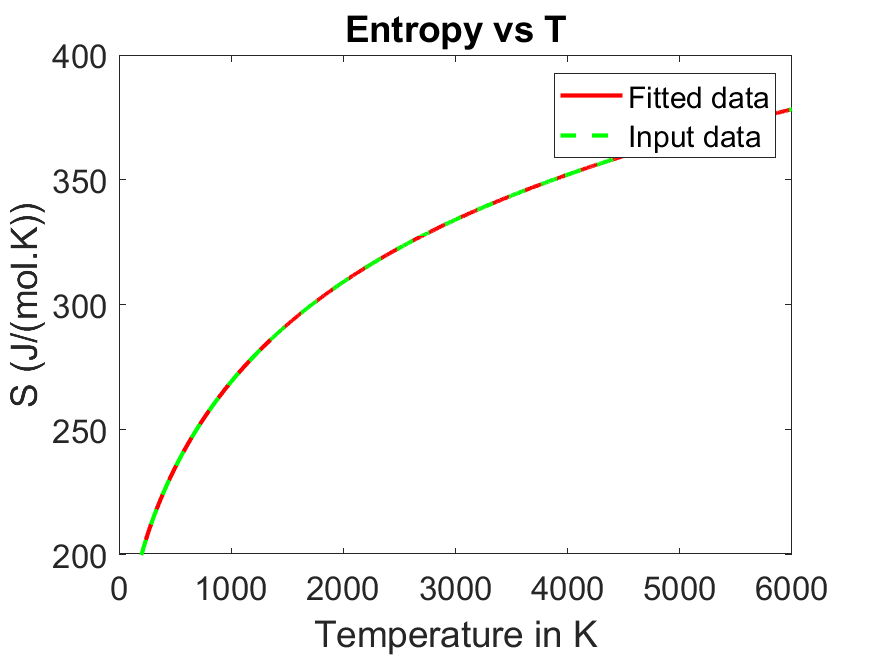 Entropy vs T
Fitted data
Input data
S (J/(mol.K))
400
350
300
250
200
0 1000 2000 3000 4000 5000 6000
Temperature in K